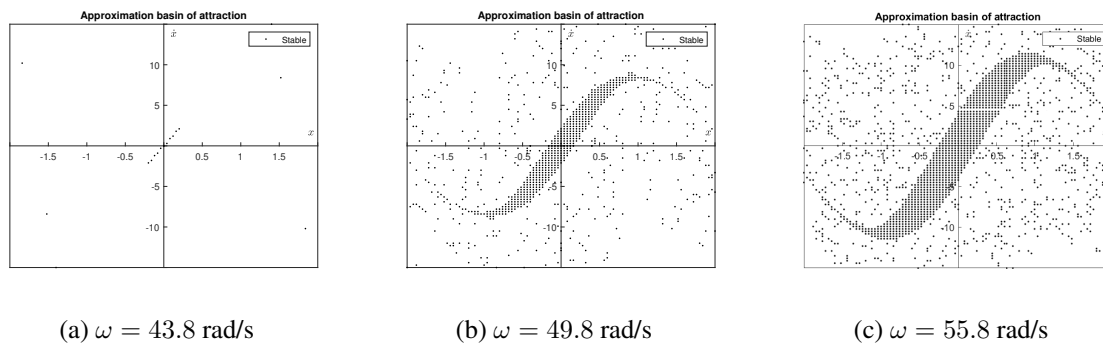 Approximation basin of attraction
ẋ
Stable
10
5
x
-1.5 -1 -0.5 0 0.5 1 1.5
-5
-10
(a) ω = 43.8 rad/s
Approximation basin of attraction
ẋ
Stable
10
5
x
-1.5 -1 -0.5 0 0.5 1 1.5
-5
-10
(b) ω = 49.8 rad/s
Approximation basin of attraction
ẋ
Stable
10
5
x
-1.5 -1 -0.5 0 0.5 1 1.5
-5
-10
(c) ω = 55.8 rad/s